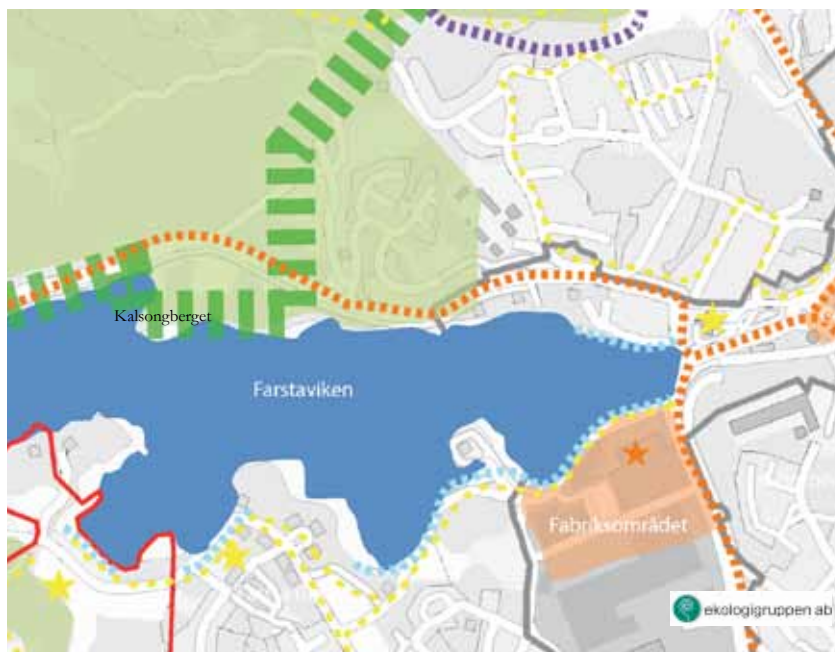 Kalsongberget
Farstaviken
Fabriksområdet
ekologigruppen ab